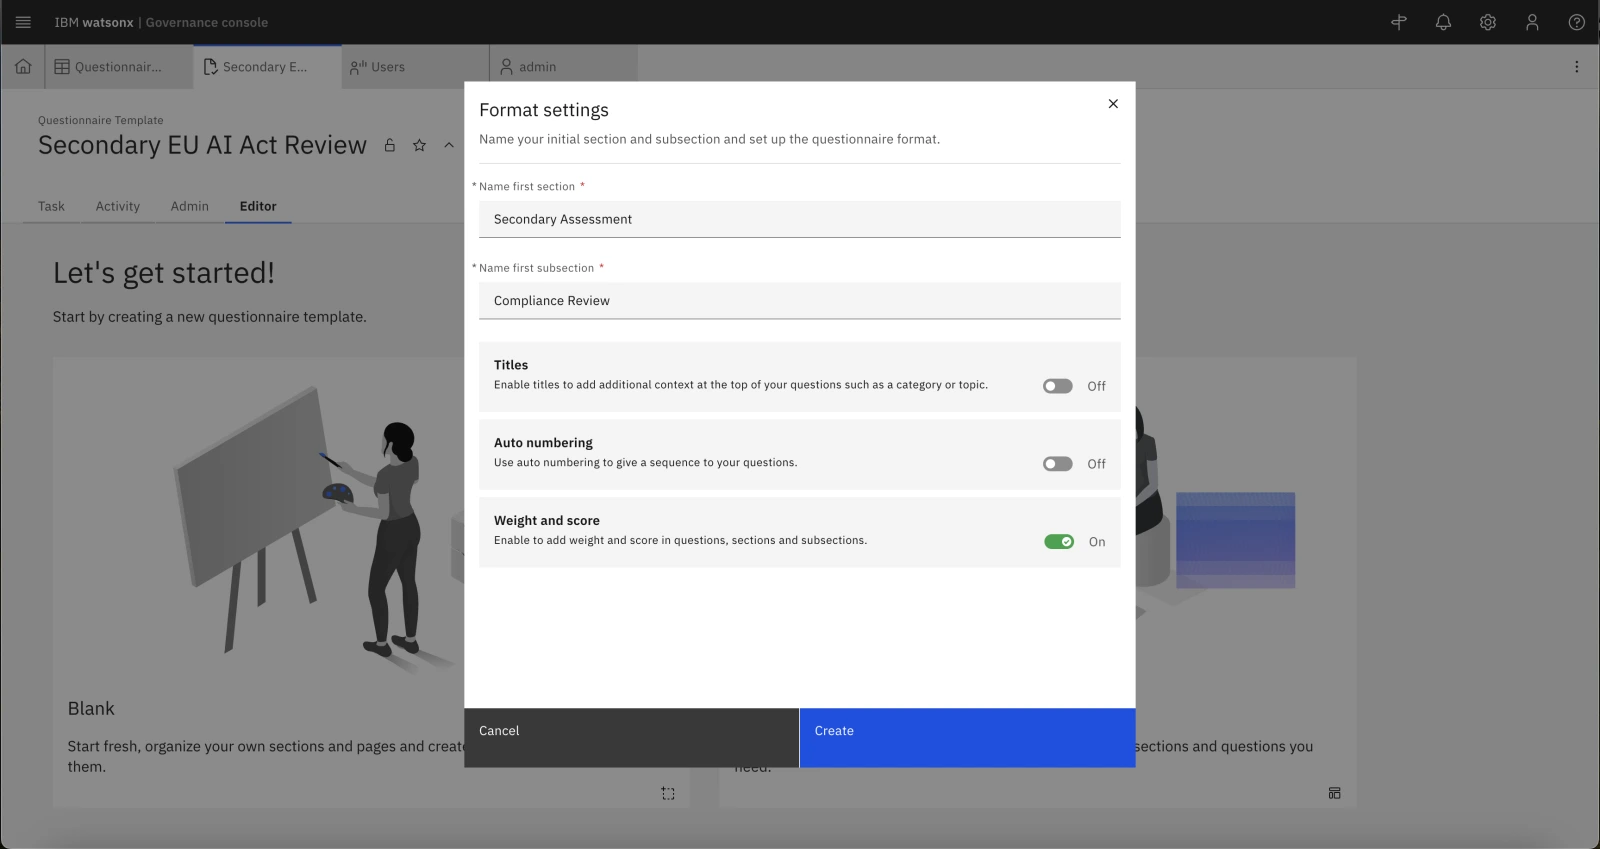 IBM watsonx | Governance console
Questionnair...
Secondary E...
Users
admin
Questionnaire Template
Secondary EU AI Act Review
Task
Activity
Admin
Editor
Let's get started!
Start by creating a new questionnaire template.
Blank
Start fresh, organize your own sections and pages and create
them.
sections and questions you
need.
Format settings
Name your initial section and subsection and set up the questionnaire format.
* Name first section *
Secondary Assessment
* Name first subsection *
Compliance Review
Titles
Enable titles to add additional context at the top of your questions such as a category or topic.
Off
Auto numbering
Use auto numbering to give a sequence to your questions.
Off
Weight and score
Enable to add weight and score in questions, sections and subsections.
On
Cancel
Create